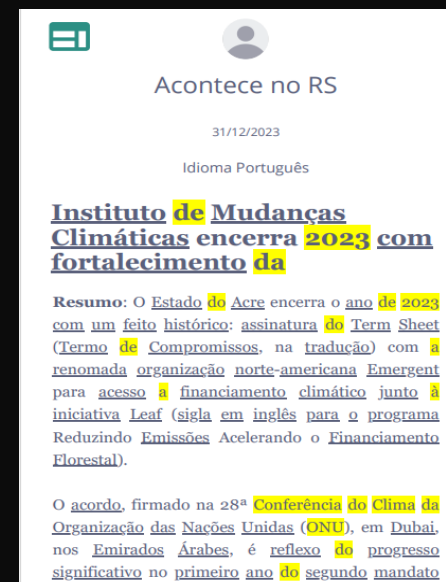 Acontece no RS
31/12/2023
Idioma Português
Instituto de Mudanças
Climáticas encerra 2023 com
fortalecimento da
Resumo: O Estado do Acre encerra o ano de 2023
com um feito histórico: assinatura do Term Sheet
(Termo de Compromissos, na tradução) com a
renomada organização norte-americana Emergent
para acesso a financiamento climático junto à
iniciativa Leaf (sigla em inglês para o programa
Reduzindo Emissões Acelerando o Financiamento
Florestal).
O acordo, firmado na 28ª Conferência do Clima da
Organização das Nações Unidas (ONU), em Dubai,
nos Emirados Árabes, é reflexo do progresso
significativo no primeiro ano do segundo mandato